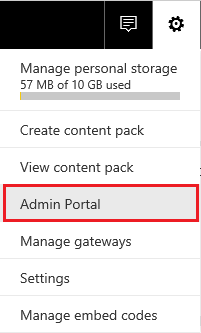 Manage personal storage
57 MB of 10 GB used
Create content pack
View content pack
Admin Portal
Manage gateways
Settings
Manage embed codes